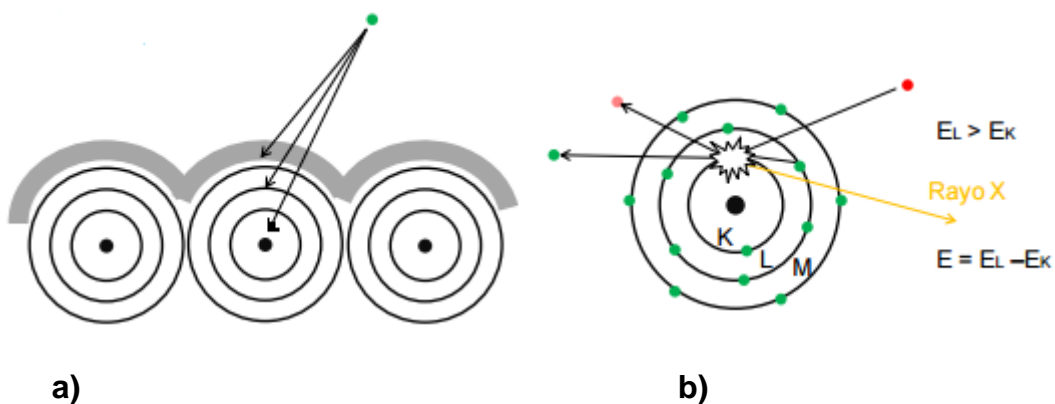 EL > EK
Rayo X
K
L
M
E = EL –EK
a)
b)